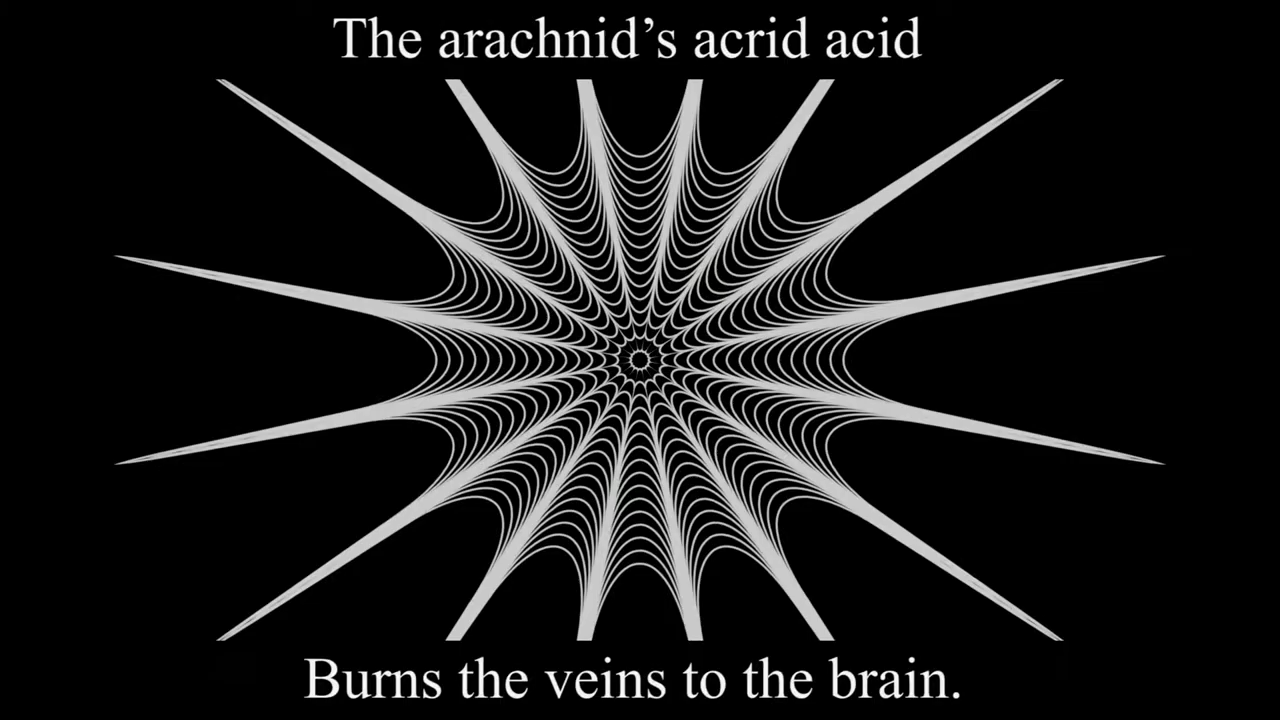 The arachnid’s acrid acid
Burns the veins to the brain.